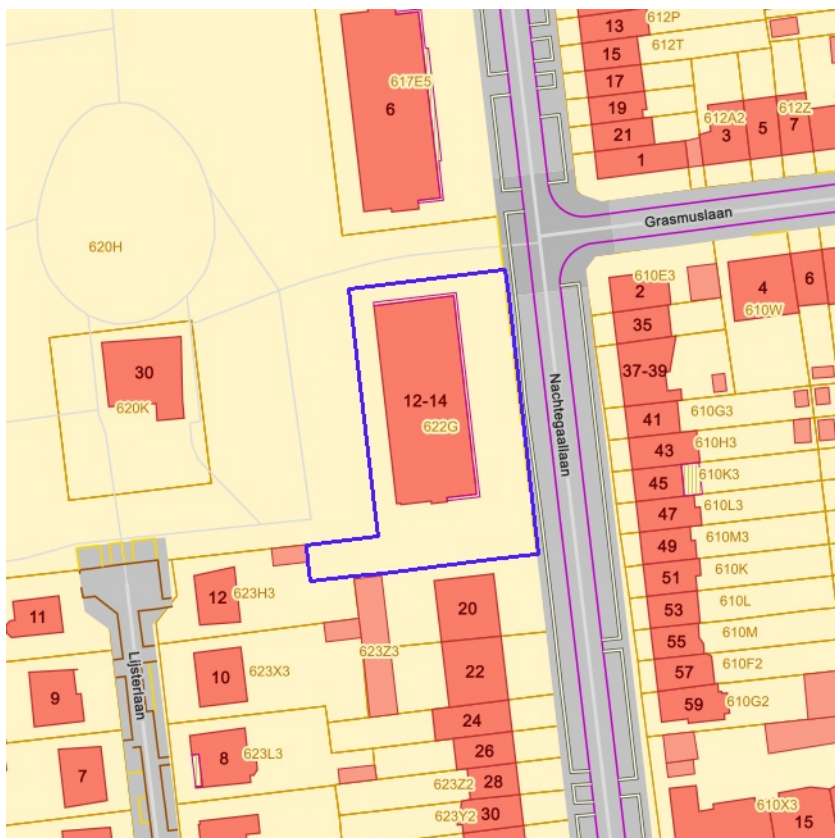 612P
13
612T
15
617E5
17
6
19
612A2
612Z
21
3
5
7
1
Grasmuslaan
620H
610E3
2
4
6
610W
35
30
37-39
620K
12-14
622G
Nachtegaallaan
41
610G3
43
610H3
45
610K3
47
610L3
49
610M3
51
610K
53
610L
55
610M
57
610F2
59
610G2
12
623H3
11
20
623Z3
10
623X3
22
9
Lijsterlaan
24
8
623L3
26
7
623Z2
28
623Y2
30
610X3
15